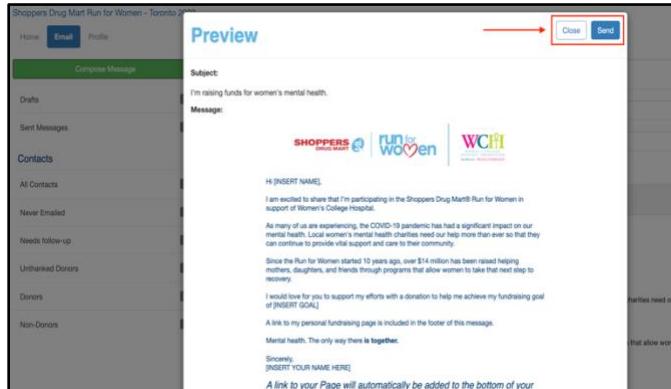 Shoppers Drug Mart Run for Women - Toronto
Home Email Profile
Compose Message
Drafts
Sent Messages
Contacts
All Contacts
Never Emailed
Needs follow-up
Unthanked Donors
Donors
Non-Donors
Preview
Close Send
Subject:
I'm raising funds for women's mental health.
Message:
SHOPPERS DRUG MART
run for women
WCH
Hi [INSERT NAME],
I am excited to share that I'm participating in the Shoppers Drug Mart® Run for Women in
support of Women's College Hospital.
As many of us are experiencing, the COVID-19 pandemic has had a significant impact on our
mental health. Local women's mental health charities need our help more than ever so that they
can continue to provide vital support and care to their community.
Since the Run for Women started 10 years ago, over $14 million has been raised helping
mothers, daughters, and friends through programs that allow women to take that next step to
recovery.
I would love for you to support my efforts with a donation to help me achieve my fundraising goal
of [INSERT GOAL]
A link to my personal fundraising page is included in the footer of this message.
Mental health. The only way there is together.
Sincerely,
[INSERT YOUR NAME HERE]
A link to your Page will automatically be added to the bottom of your
charities need o
that allow wor